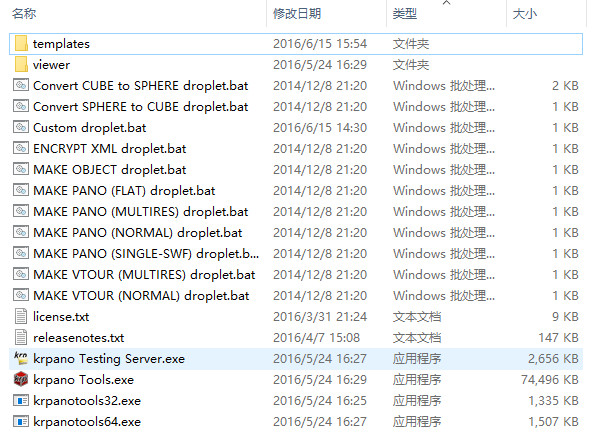 名称 修改日期 类型 大小
templates 2016/6/15 15:54 文件夹
viewer 2016/5/24 16:29 文件夹
Convert CUBE to SPHERE droplet.bat 2014/12/8 21:20 Windows 批处理... 2 KB
Convert SPHERE to CUBE droplet.bat 2014/12/8 21:20 Windows 批处理... 1 KB
Custom droplet.bat 2016/6/15 14:30 Windows 批处理... 1 KB
ENCRYPT XML droplet.bat 2014/12/8 21:20 Windows 批处理... 1 KB
MAKE OBJECT droplet.bat 2014/12/8 21:20 Windows 批处理... 1 KB
MAKE PANO (FLAT) droplet.bat 2014/12/8 21:20 Windows 批处理... 1 KB
MAKE PANO (MULTIRES) droplet.bat 2014/12/8 21:20 Windows 批处理... 1 KB
MAKE PANO (NORMAL) droplet.bat 2014/12/8 21:20 Windows 批处理... 1 KB
MAKE PANO (SINGLE-SWF) droplet.b... 2014/12/8 21:20 Windows 批处理... 1 KB
MAKE VTOUR (MULTIRES) droplet.bat 2014/12/8 21:20 Windows 批处理... 1 KB
MAKE VTOUR (NORMAL) droplet.bat 2014/12/8 21:20 Windows 批处理... 1 KB
license.txt 2016/3/31 21:24 文本文档 9 KB
releasenotes.txt 2016/4/7 15:08 文本文档 147 KB
krpano Testing Server.exe 2016/5/24 16:27 应用程序 2,656 KB
krpano Tools.exe 2016/5/24 16:29 应用程序 74,496 KB
krpanotools32.exe 2016/5/24 16:25 应用程序 1,335 KB
krpanotools64.exe 2016/5/24 16:27 应用程序 1,507 KB